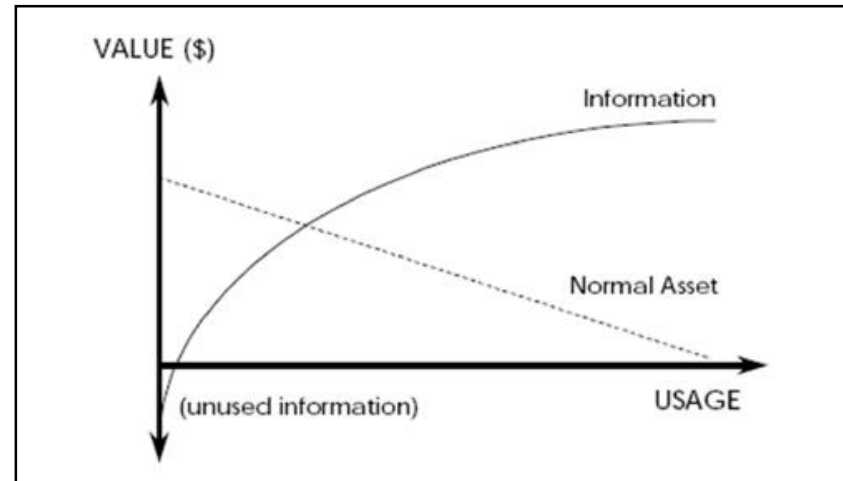 VALUE ($)
Information
Normal Asset
(unused information)
USAGE